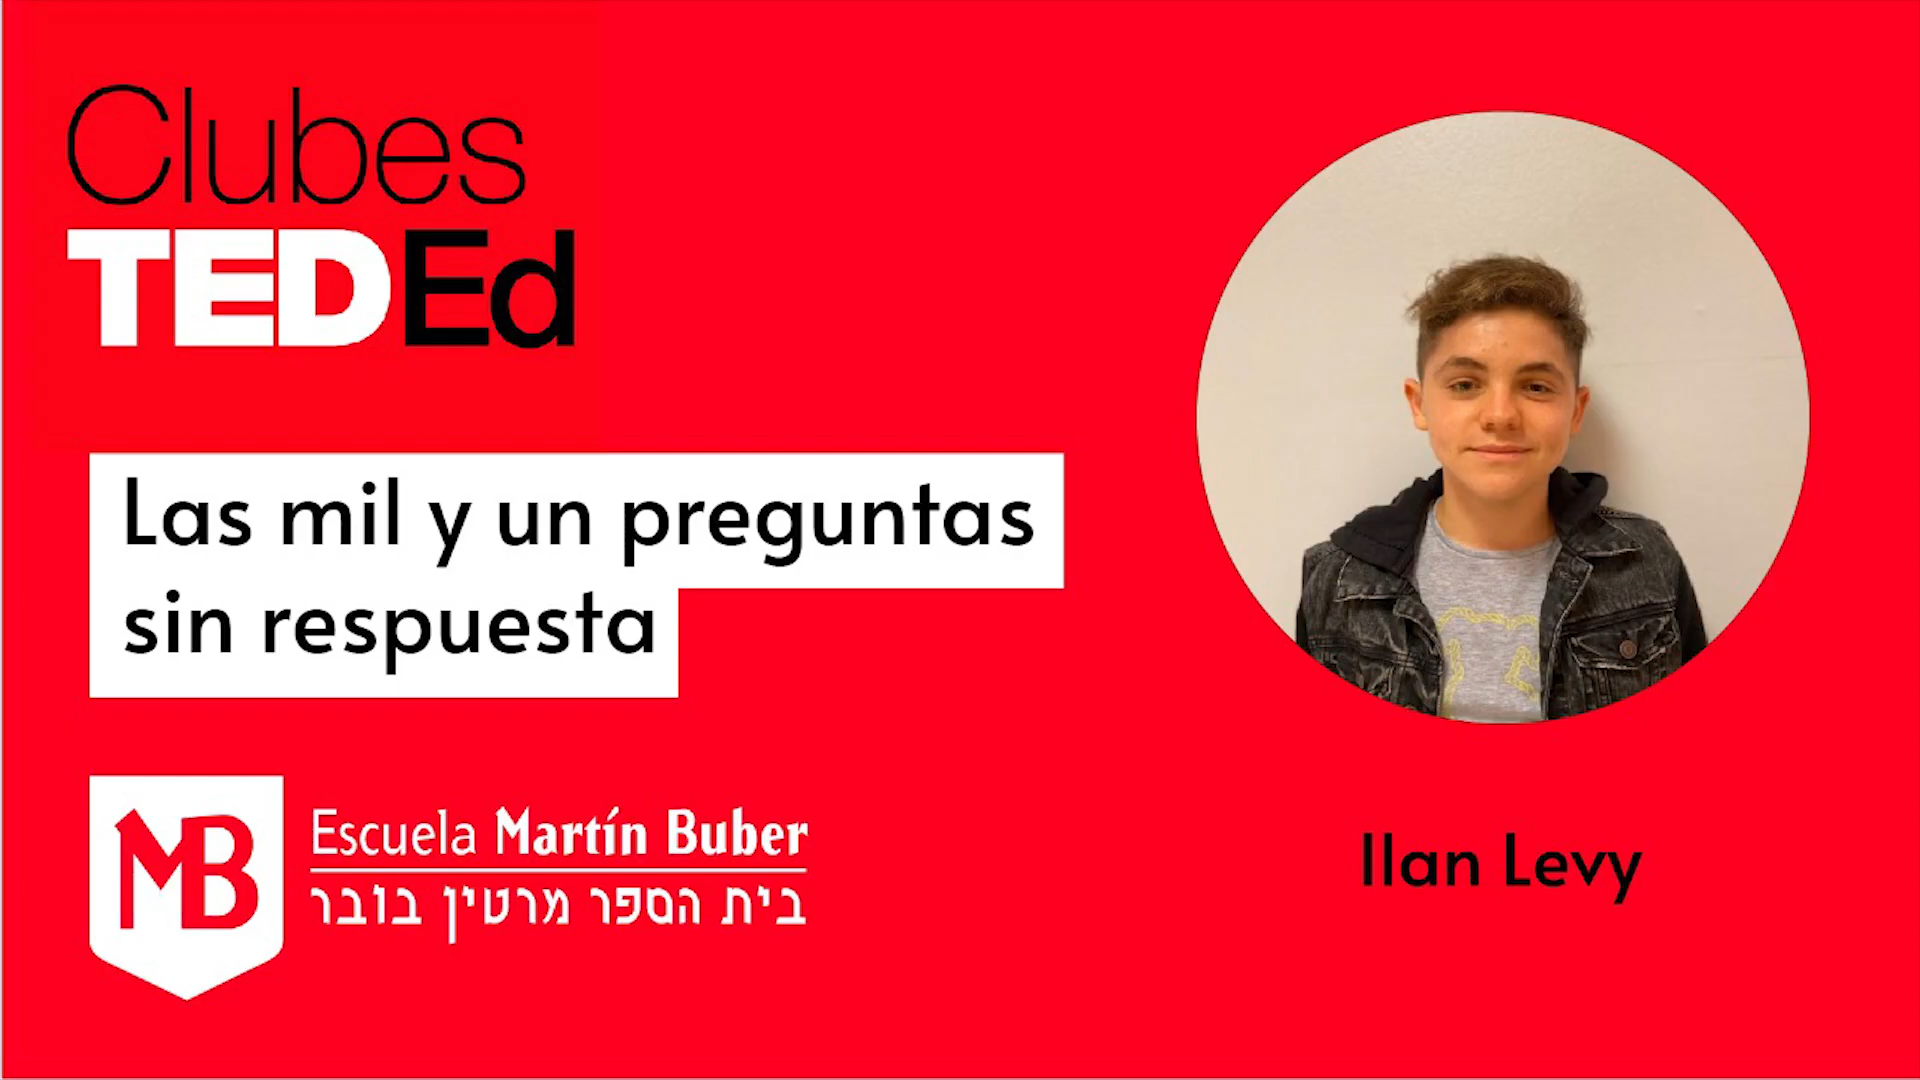 Clubes
TEDEd
Las mil y un preguntas
sin respuesta
MB
Escuela Martín Buber
בית הספר מרטין בובר
Ilan Levy